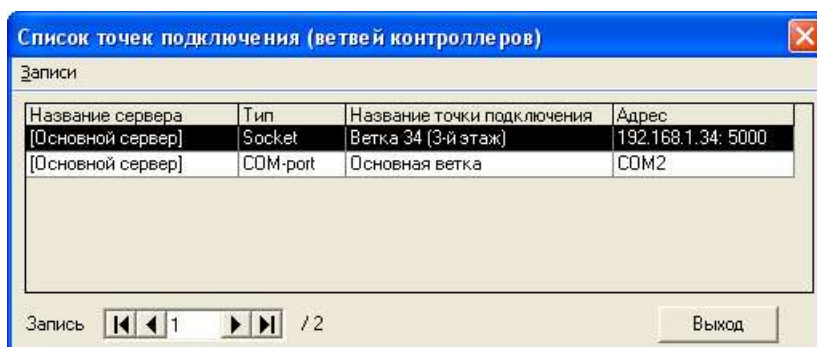 Список точек подключения (ветвей контроллеров)
Записи
Название сервера Тип Название точки подключения Адрес
[Основной сервер] Socket Ветка 34 (3-й этаж) 192.168.1.34: 5000
[Основной сервер] COM-port Основная ветка COM2
Запись 1 / 2 Выход